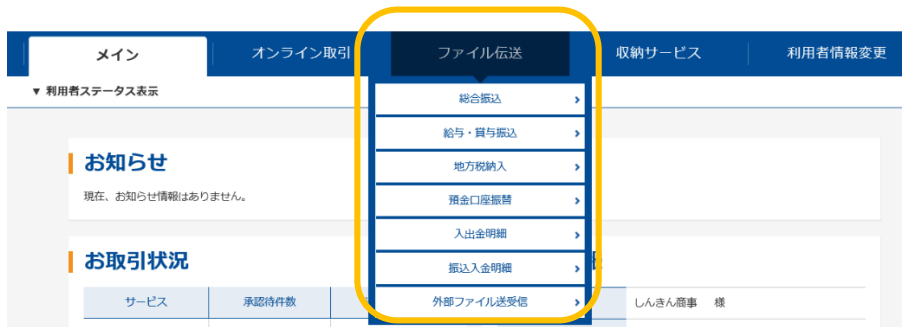 メイン オンライン取引 ファイル伝送 収納サービス 利用者情報変更
▼ 利用者ステータス表示
総合振込
給与・賞与振込
地方税納入
預金口座振替
入出金明細
振込入金明細
外部ファイル送受信
お知らせ
現在、お知らせ情報はありません。
お取引状況
サービス 承認待件数
しんきん商事 様